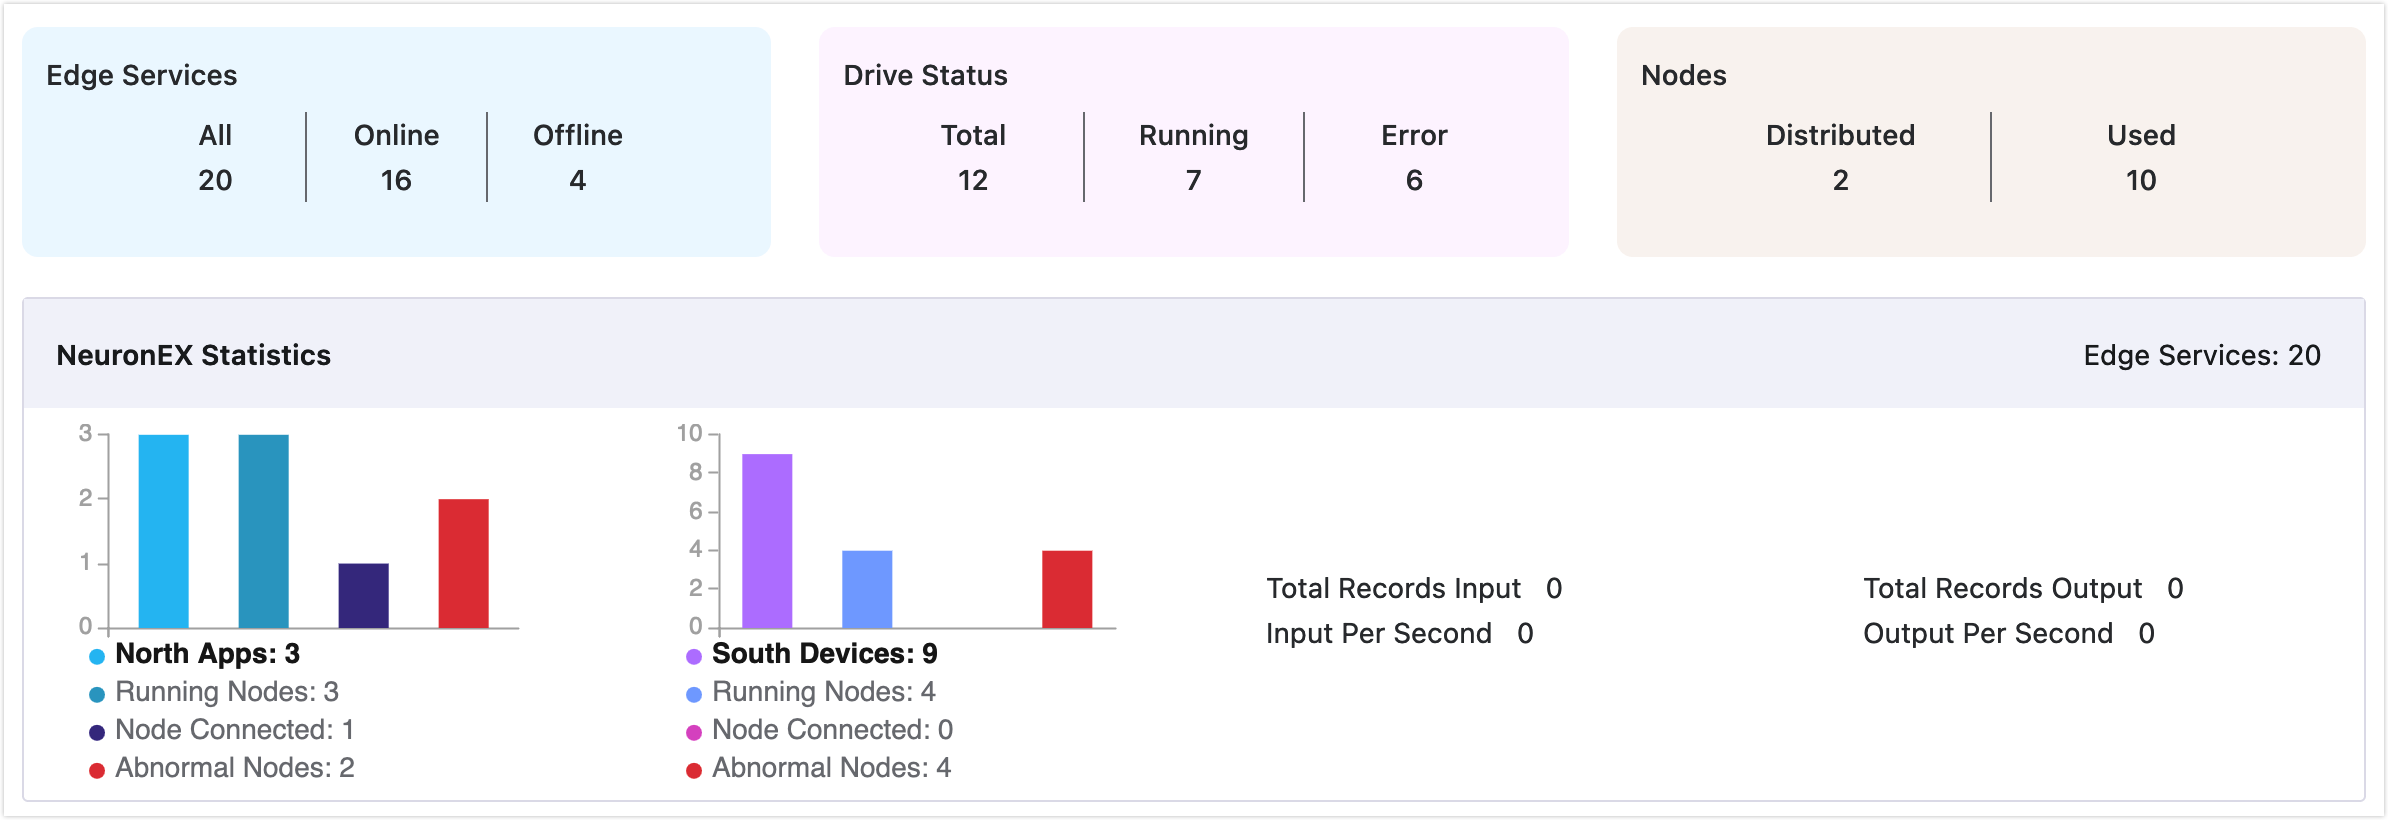 Edge Services
All Online Offline
20 16 4
Drive Status
Total Running Error
12 7 6
Nodes
Distributed Used
2 10
NeuronEX Statistics
Edge Services: 20
3
2
1
0
North Apps: 3
Running Nodes: 3
Node Connected: 1
Abnormal Nodes: 2
10
8
6
4
2
0
South Devices: 9
Running Nodes: 4
Node Connected: 0
Abnormal Nodes: 4
Total Records Input 0
Input Per Second 0
Total Records Output 0
Output Per Second 0